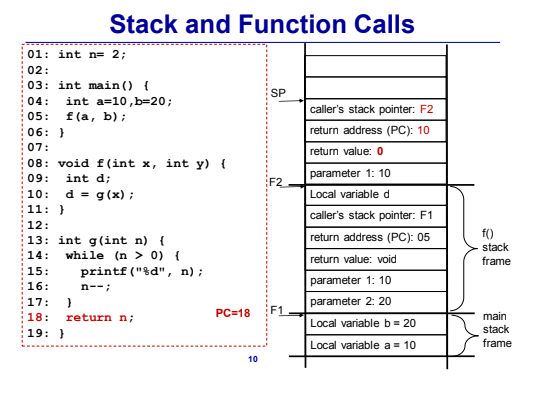 Stack and Function Calls
01: int n= 2;
02:
03: int main() {
04: int a=10,b=20;
05: f(a, b);
06: }
07:
08: void f(int x, int y) {
09: int d;
10: d = g(x);
11: }
12:
13: int g(int n) {
14: while (n > 0) {
15: printf("%d", n);
16: n--;
17: }
18: return n;
19: }
PC=18
10
SP
F2
F1
caller's stack pointer: F2
return address (PC): 10
return value: 0
parameter 1: 10
Local variable d
caller's stack pointer: F1
return address (PC): 05
return value: void
parameter 1: 10
parameter 2: 20
Local variable b = 20
Local variable a = 10
f()
stack
frame
main
stack
frame